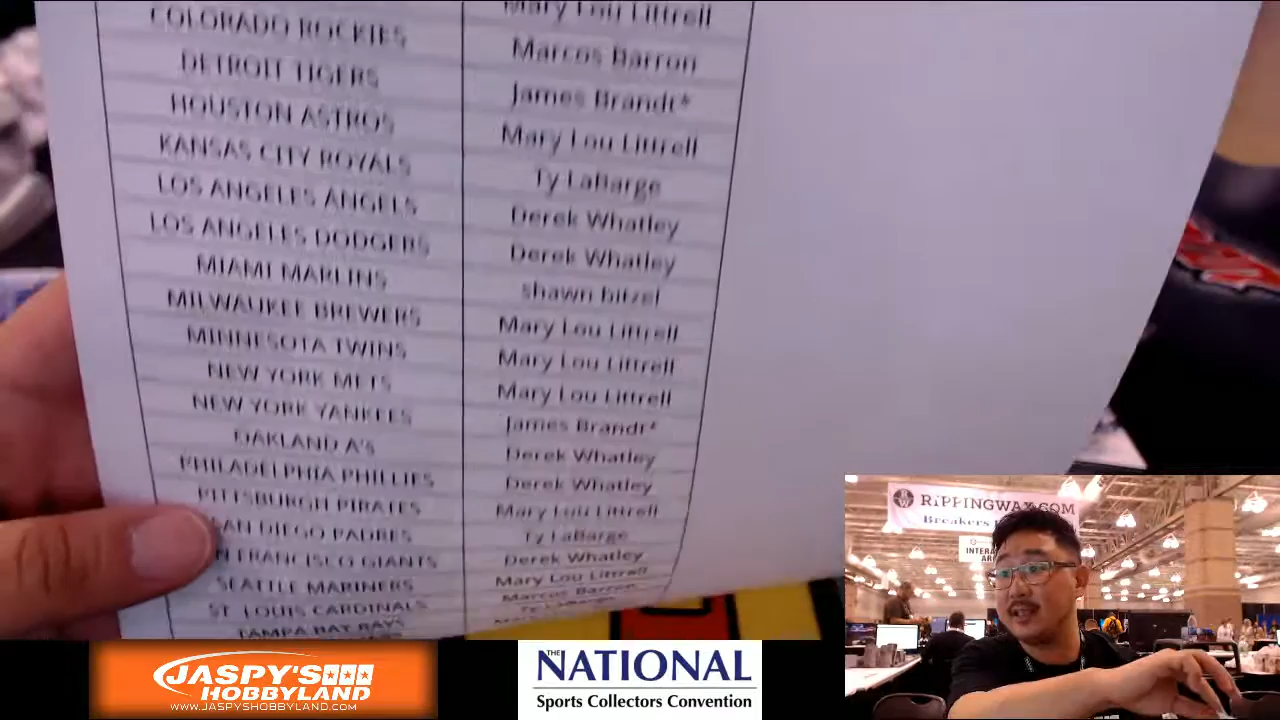 COLORADO ROCKIES Mary Lou Littrell
DETROIT TIGERS Marcos Barron
HOUSTON ASTROS James Brandt*
KANSAS CITY ROYALS Mary Lou Littrell
LOS ANGELES ANGELS Ty LaBarge
LOS ANGELES DODGERS Derek Whatley
MIAMI MARLINS Derek Whatley
MILWAUKEE BREWERS shawn bitzel
MINNESOTA TWINS Mary Lou Littrell
NEW YORK METS Mary Lou Littrell
NEW YORK YANKEES Mary Lou Littrell
OAKLAND A's James Brandt*
PHILADELPHIA PHILLIES Derek Whatley
PITTSBURGH PIRATES Derek Whatley
SAN DIEGO PADRES Mary Lou Littrell
N FRANCISCO GIANTS Ty LaBarge
SEATTLE MARINERS Derek Whatley
ST. LOUIS CARDINALS Mary Lou Littrell
TAMPA BAY RAYS Marcos Barron
Ty LaBarge
RIPPINGWAX.COM
Breakers
INTER
JASPY'S
HOBBYLAND
WWW.JASPYSHOBBYLAND.COM
THE NATIONAL
Sports Collectors Convention